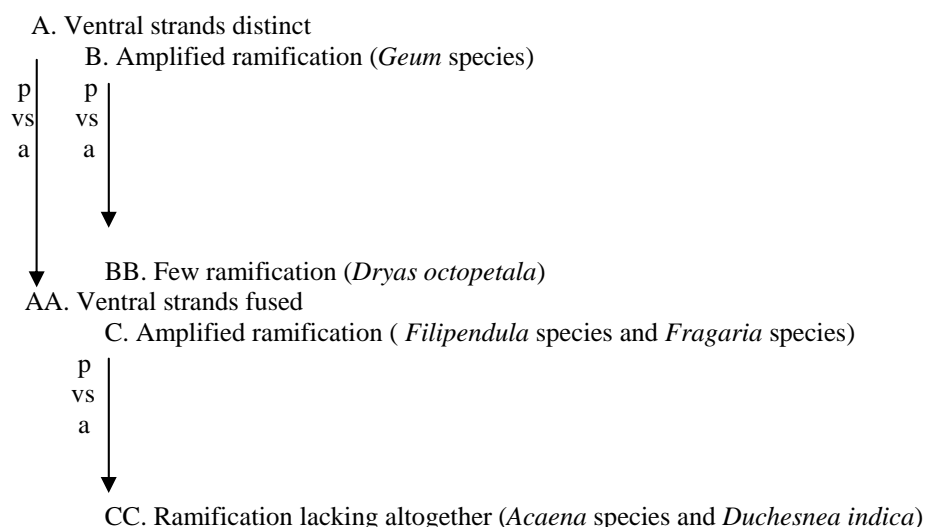 A. Ventral strands distinct
B. Amplified ramification (Geum species)
p p
vs vs
a a
BB. Few ramification (Dryas octopetala)
AA. Ventral strands fused
C. Amplified ramification ( Filipendula species and Fragaria species)
p
vs
a
CC. Ramification lacking altogether (Acaena species and Duchesnea indica)